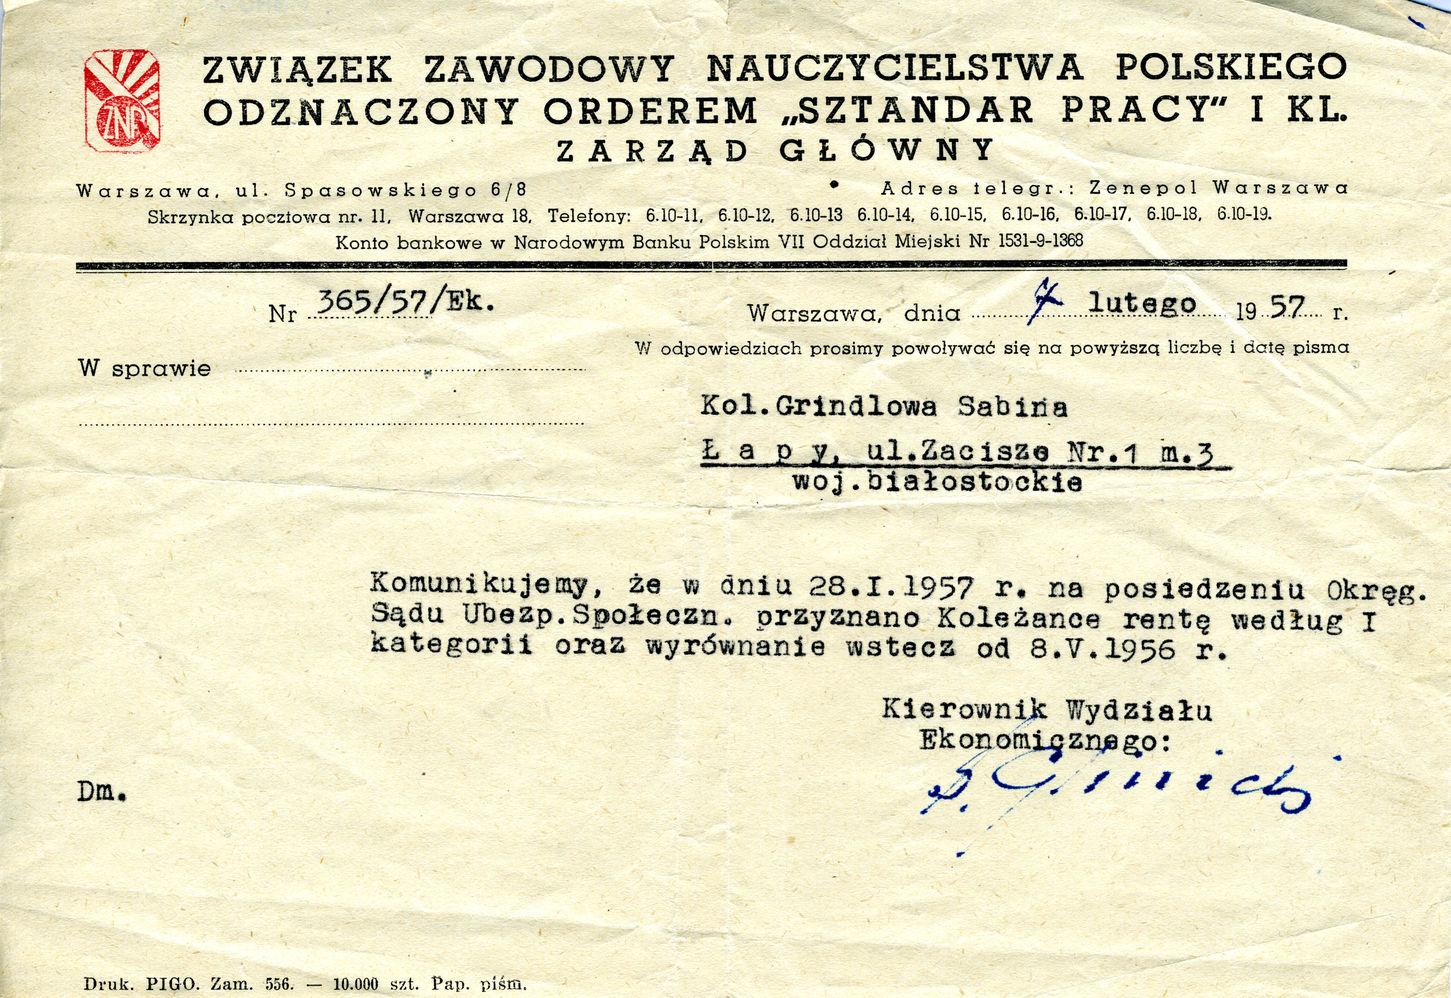 ZNP
ZWIĄZEK ZAWODOWY NAUCZYCIELSTWA POLSKIEGO
ODZNACZONY ORDEREM „SZTANDAR PRACY" I KL.
ZARZĄD GŁÓWNY
Warszawa, ul. Spasowskiego 6/8 Adres telegr.: Zenepol Warszawa
Skrzynka pocztowa nr. 11, Warszawa 18, Telefony: 6.10-11, 6.10-12, 6.10-13 6.10-14, 6.10-15, 6.10-16, 6.10-17, 6.10-18, 6.10-19.
Konto bankowe w Narodowym Banku Polskim VII Oddział Miejski Nr 1531-9-1368
Nr 365/57/Ek. Warszawa, dnia 7 lutego 1957 r.
W odpowiedziach prosimy powoływać się na powyższą liczbę i datę pisma
W sprawie
Kol.Grindlowa Sabina
Ł a p y, ul.Zacisze Nr.1 m.3
woj.białostockie
Komunikujemy, że w dniu 28.I.1957 r. na posiedzeniu Okręg.
Sądu Ubezp.Społeczn. przyznano Koleżance rentę według I
kategorii oraz wyrównanie wstecz od 8.V.1956 r.
Kierownik Wydziału
Ekonomicznego:
Dm.
Druk. PIGO. Zam. 556. — 10.000 szt. Pap. piśm.